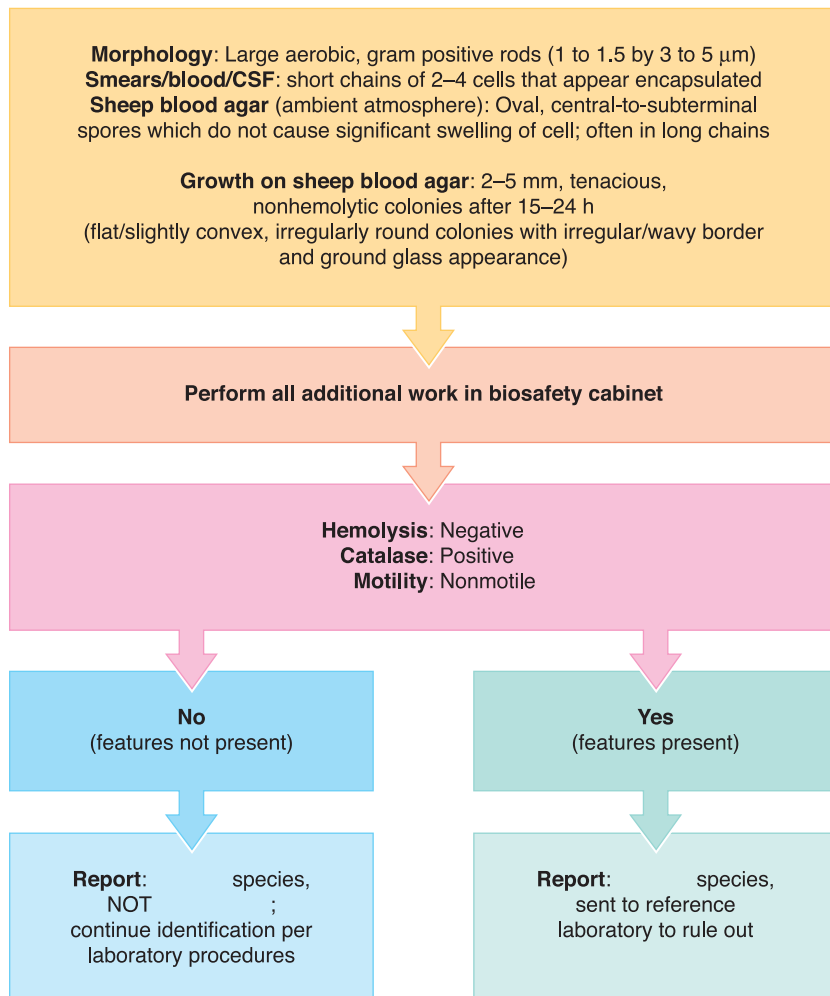 Morphology: Large aerobic, gram positive rods (1 to 1.5 by 3 to 5 μm)
Smears/blood/CSF: short chains of 2–4 cells that appear encapsulated
Sheep blood agar (ambient atmosphere): Oval, central-to-subterminal
spores which do not cause significant swelling of cell; often in long chains
Growth on sheep blood agar: 2–5 mm, tenacious,
nonhemolytic colonies after 15–24 h
(flat/slightly convex, irregularly round colonies with irregular/wavy border
and ground glass appearance)
Perform all additional work in biosafety cabinet
Hemolysis: Negative
Catalase: Positive
Motility: Nonmotile
No
(features not present)
Yes
(features present)
Report: species,
NOT ;
continue identification per
laboratory procedures
Report: species,
sent to reference
laboratory to rule out